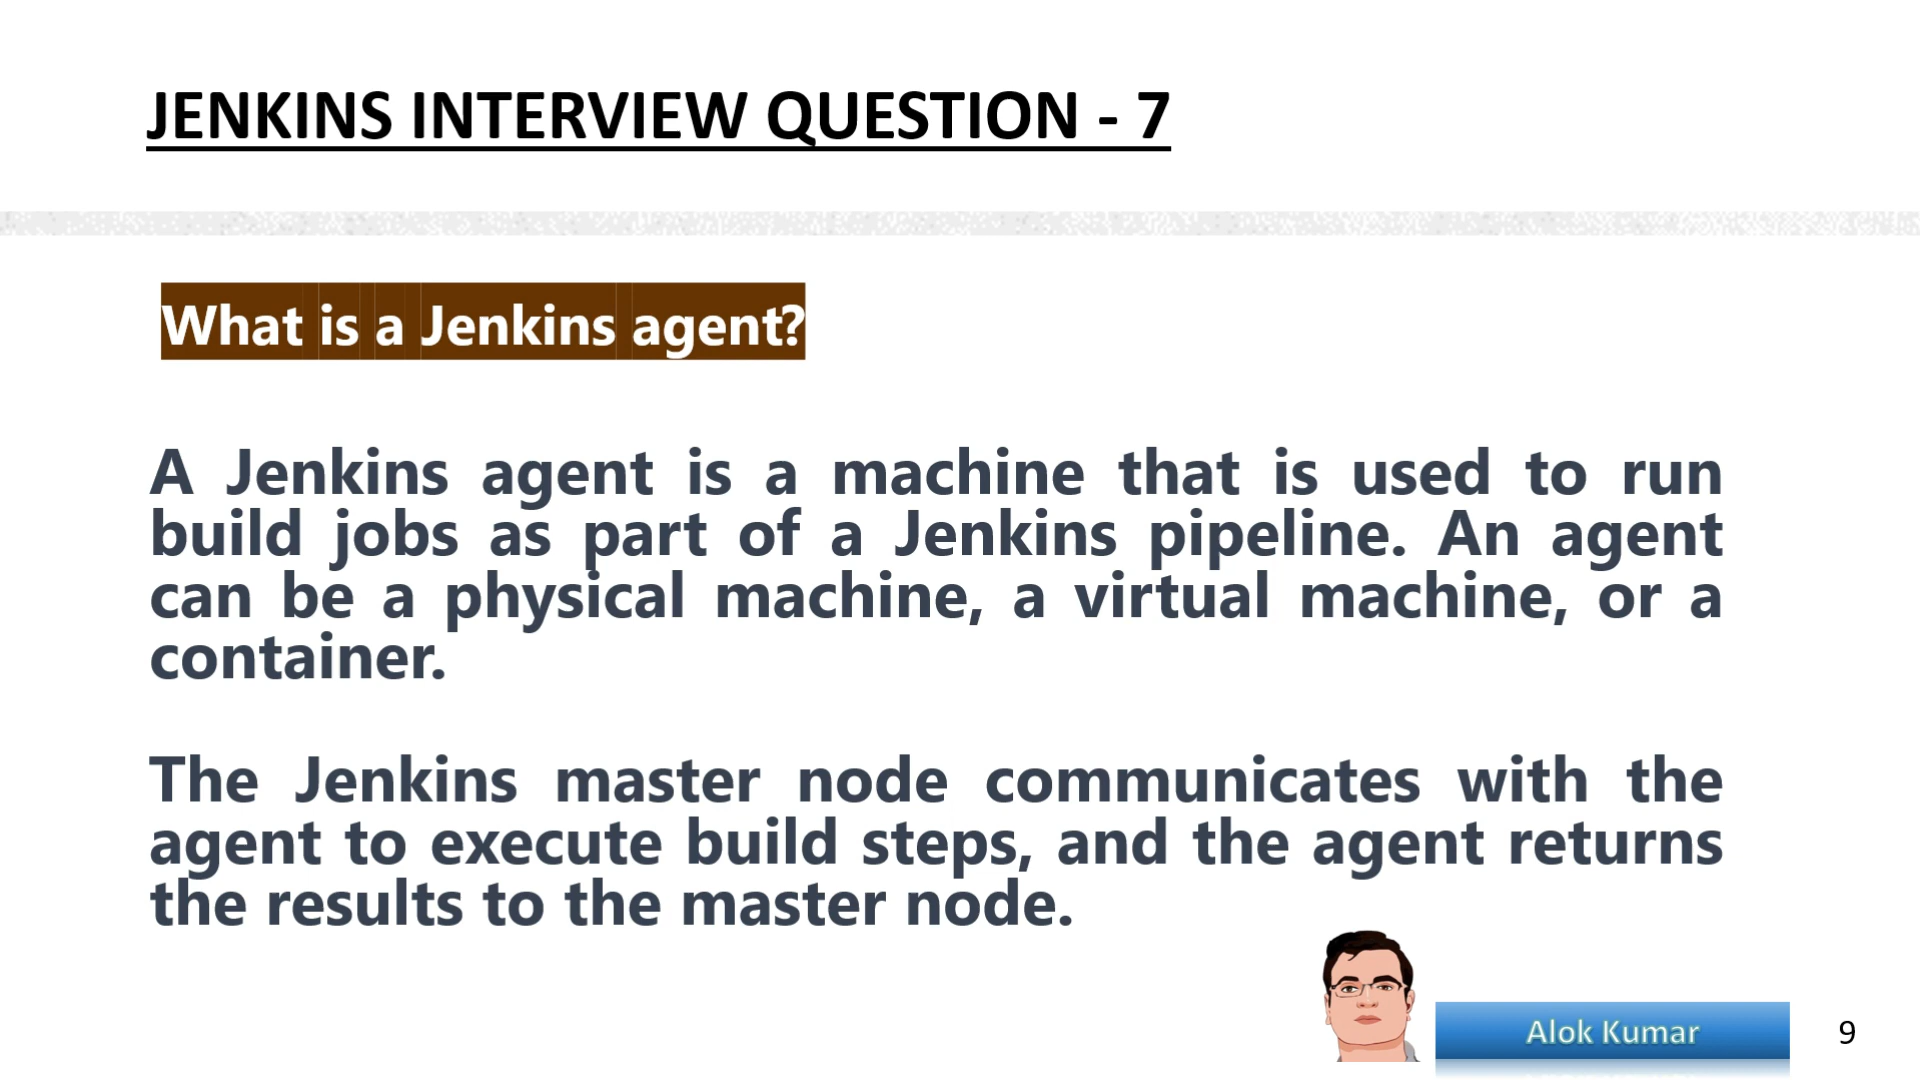 JENKINS INTERVIEW QUESTION - 7
What is a Jenkins agent?
A Jenkins agent is a machine that is used to run
build jobs as part of a Jenkins pipeline. An agent
can be a physical machine, a virtual machine, or a
container.
The Jenkins master node communicates with the
agent to execute build steps, and the agent returns
the results to the master node.
Alok Kumar
9